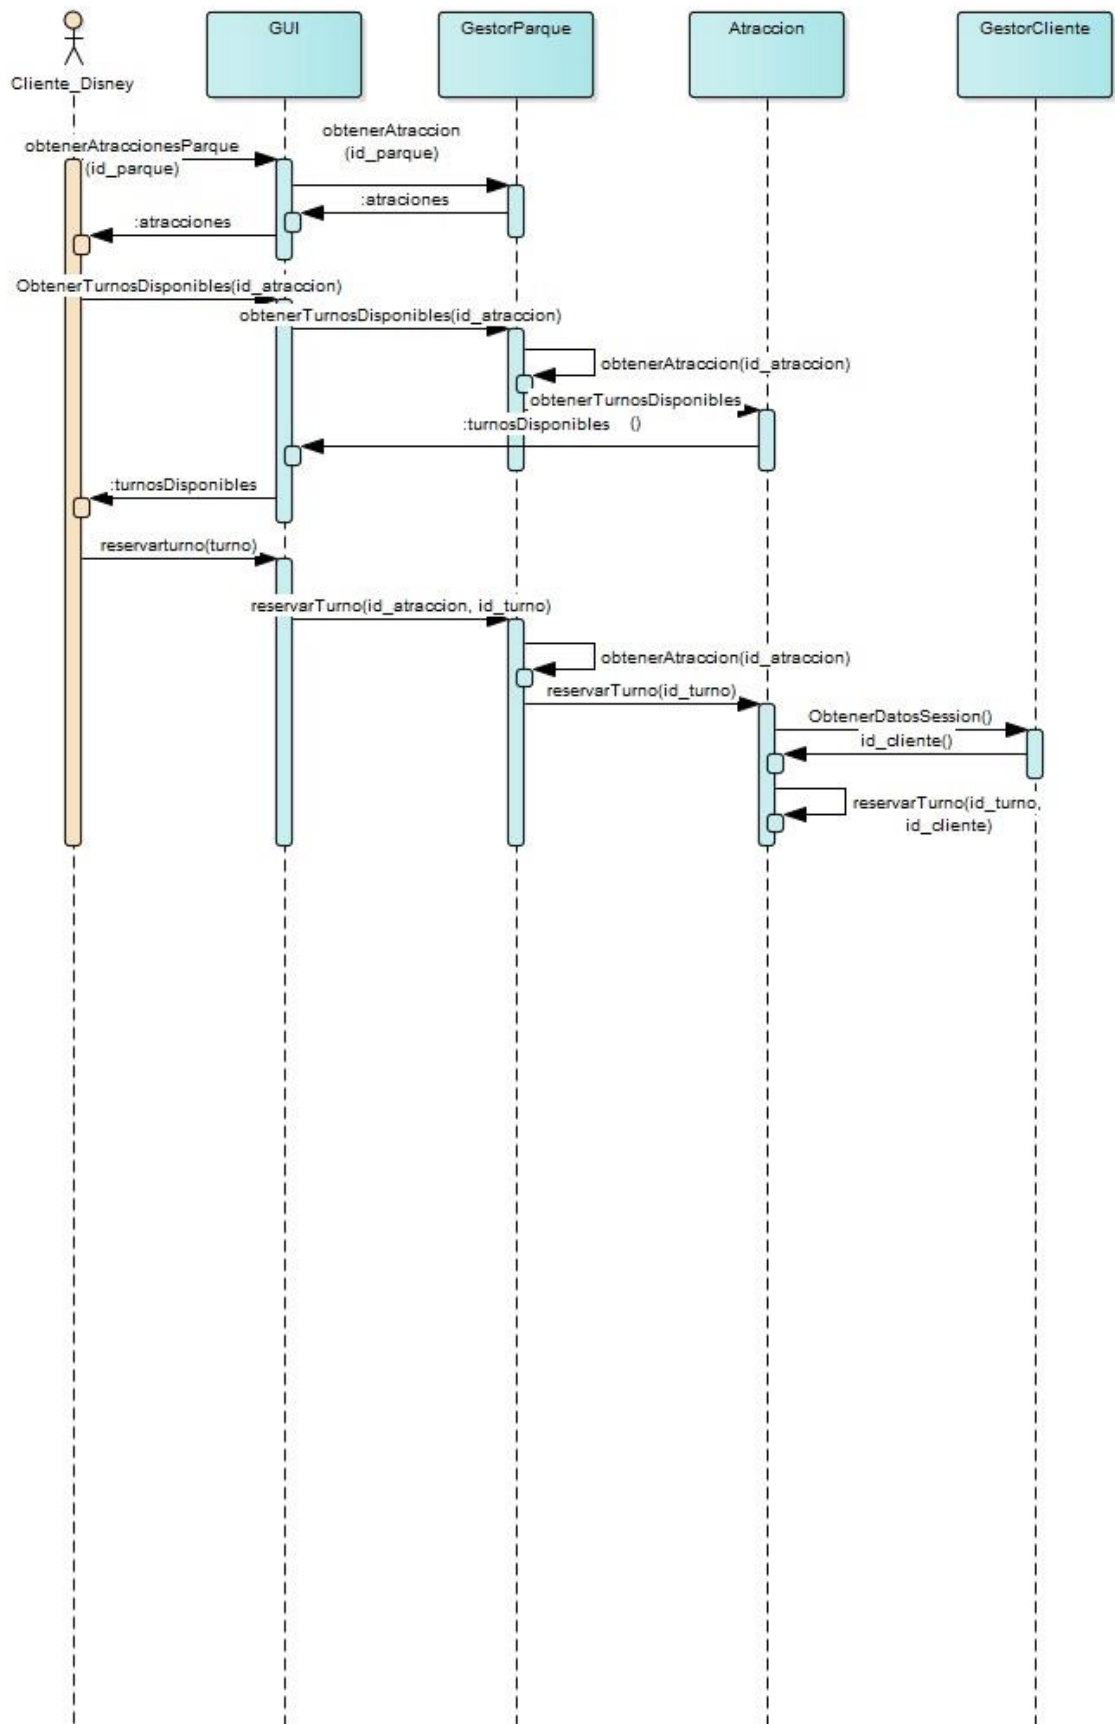 Cliente_Disney
GUI
GestorParque
Atraccion
GestorCliente
obtenerAtraccionesParque
(id_parque)
obtenerAtraccion
(id_parque)
:atraciones
:atracciones
ObtenerTurnosDisponibles(id_atraccion)
obtenerTurnosDisponibles(id_atraccion)
obtenerAtraccion(id_atraccion)
obtenerTurnosDisponibles
()
:turnosDisponibles
:turnosDisponibles
reservarturno(turno)
reservarTurno(id_atraccion, id_turno)
obtenerAtraccion(id_atraccion)
reservarTurno(id_turno)
ObtenerDatosSession()
id_cliente()
reservarTurno(id_turno,
id_cliente)